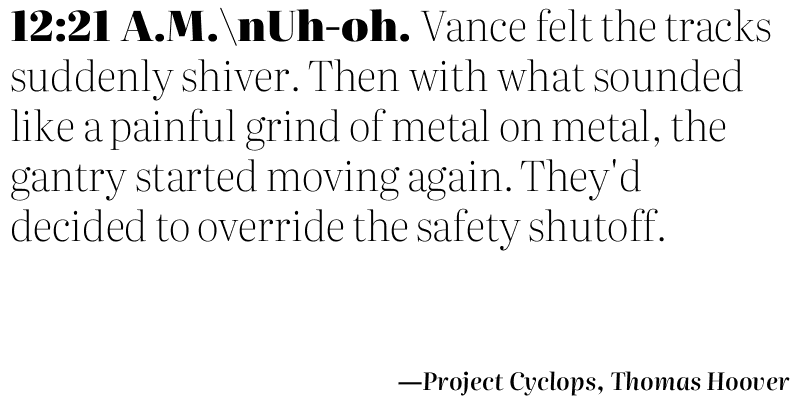 12:21 A.M.\nUh-oh. Vance felt the tracks
suddenly shiver. Then with what sounded
like a painful grind of metal on metal, the
gantry started moving again. They'd
decided to override the safety shutoff.
—Project Cyclops, Thomas Hoover